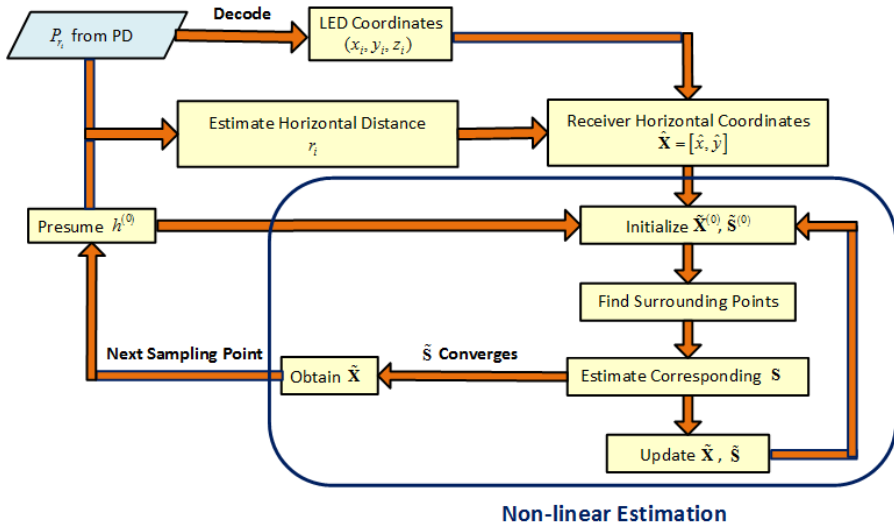 Decode
P_{r_i} from PD
LED Coordinates
(x_i, y_i, z_i)
Estimate Horizontal Distance
r_i
Receiver Horizontal Coordinates
X̂ = [x̂, ŷ]
Presume h^{(0)}
Initialize X̃^{(0)}, S̃^{(0)}
Find Surrounding Points
Next Sampling Point
S̃ Converges
Obtain X̃
Estimate Corresponding S
Update X̃ , S̃
Non-linear Estimation